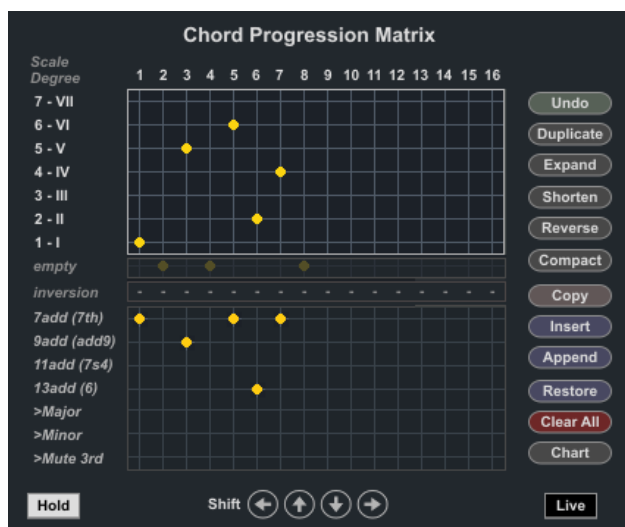 Chord Progression Matrix
Scale
Degree
1 2 3 4 5 6 7 8 9 10 11 12 13 14 15 16
7 - VII
6 - VI
5 - V
4 - IV
3 - III
2 - II
1 - I
empty
inversion - - - - - - - - - - - - - - - -
7add (7th)
9add (add9)
11add (7s4)
13add (6)
>Major
>Minor
>Mute 3rd
Undo
Duplicate
Expand
Shorten
Reverse
Compact
Copy
Insert
Append
Restore
Clear All
Chart
Hold
Shift
Live